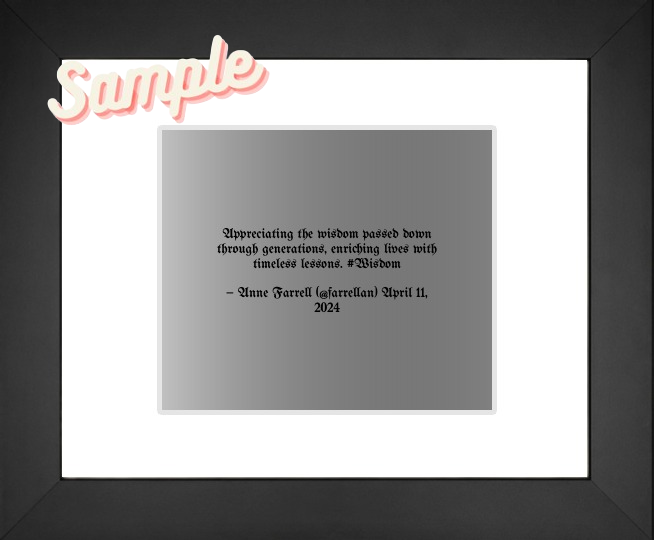 Sample
Appreciating the wisdom passed down
through generations, enriching lives with
timeless lessons. #Wisdom
— Anne Farrell (@farrellan) April 11,
2024